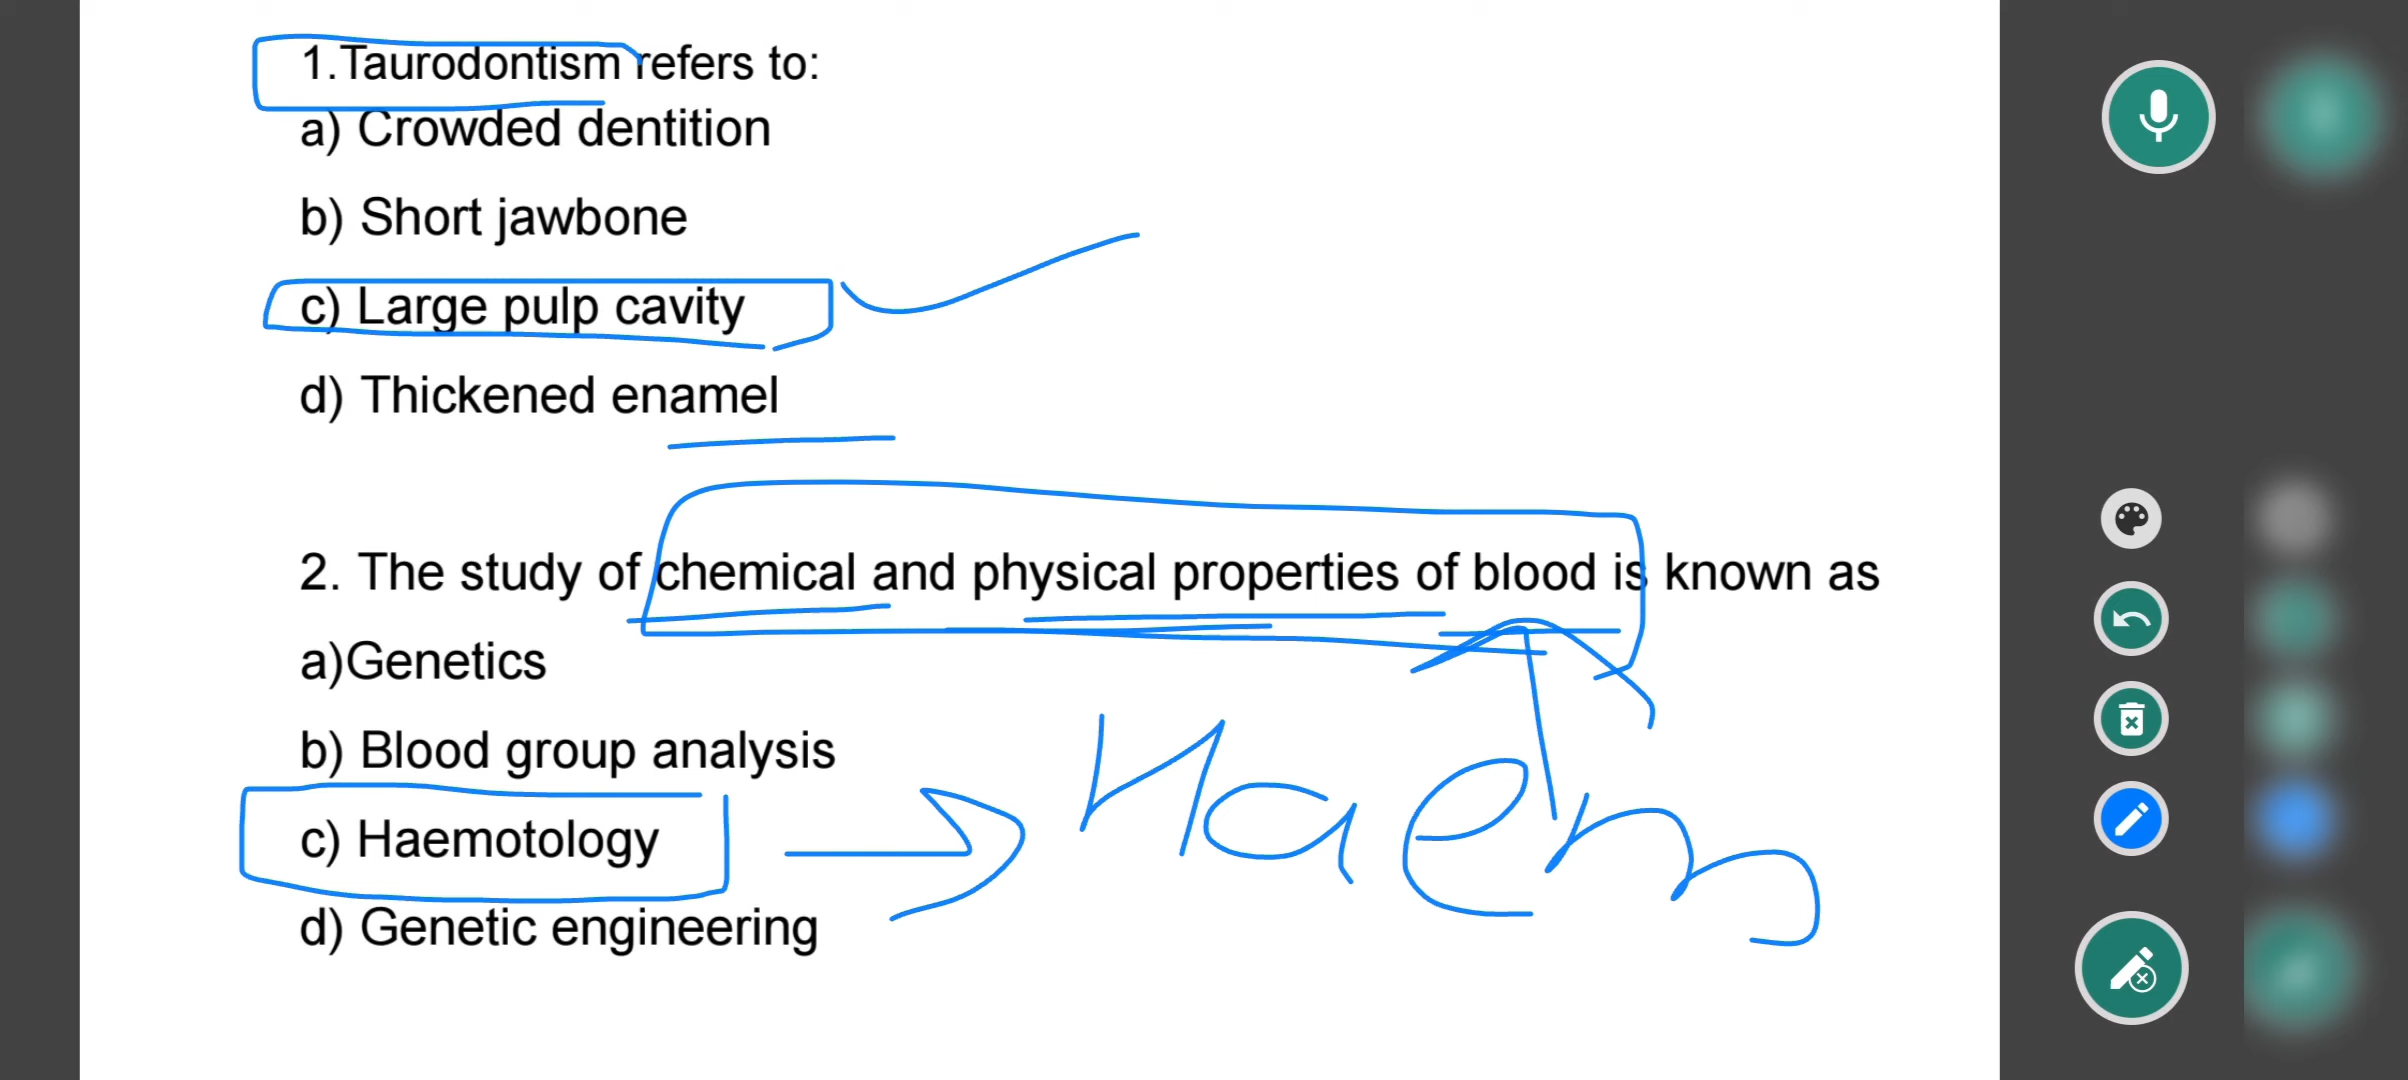 1.Taurodontism refers to:
a) Crowded dentition
b) Short jawbone
c) Large pulp cavity
d) Thickened enamel
2. The study of chemical and physical properties of blood is known as
a)Genetics
b) Blood group analysis
c) Haemotology
Haem
d) Genetic engineering